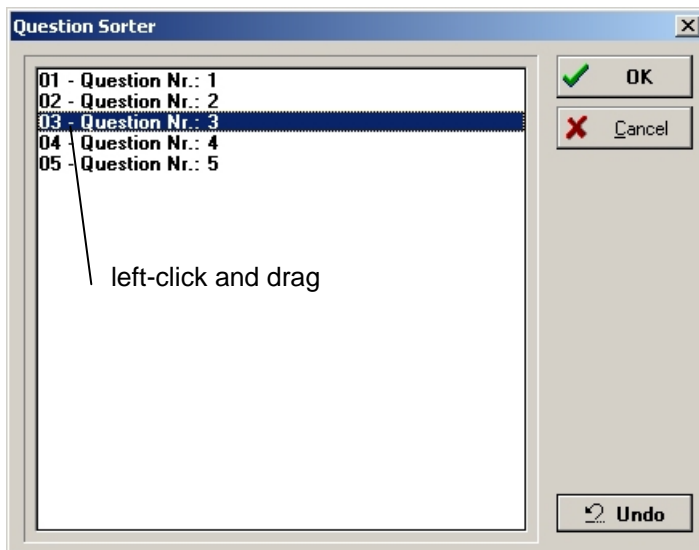 Question Sorter
01 - Question Nr.: 1
02 - Question Nr.: 2
03 - Question Nr.: 3
04 - Question Nr.: 4
05 - Question Nr.: 5
left-click and drag
OK
Cancel
Undo